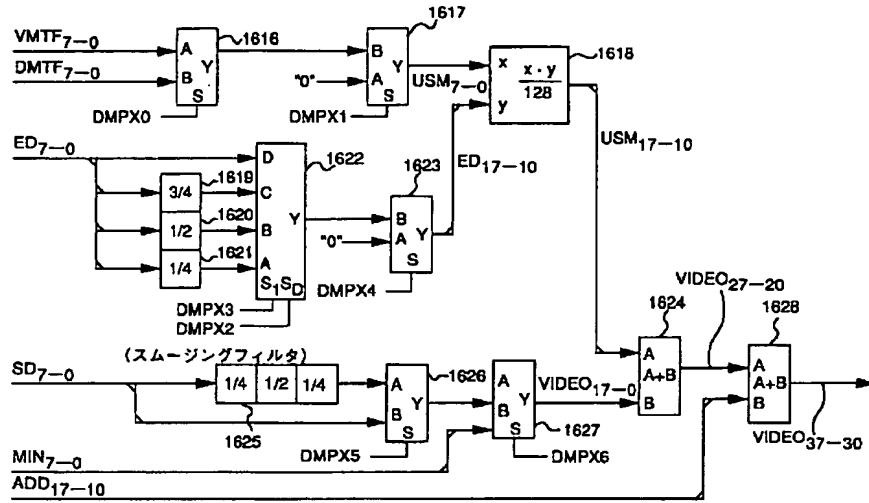 VMTF7-0
DMTF7-0
A
B
Y
S
1616
DMPX0
B
A
Y
S
1617
"0"
DMPX1
USM7-0
x
y
x・y
128
1618
USM17-10
ED7-0
3/4
1619
1/2
1620
1/4
1621
D
C
B
A
Y
S1SD
1622
DMPX3
DMPX2
"0"
B
A
Y
S
1623
DMPX4
ED17-10
(スムージングフィルタ)
SD7-0
1/4
1/2
1/4
1625
A
B
Y
S
1626
DMPX5
A
B
Y
S
1627
DMPX6
VIDEO17-0
MIN7-0
ADD17-10
A
A+B
B
1624
VIDEO27-20
A
A+B
B
1628
VIDEO37-30